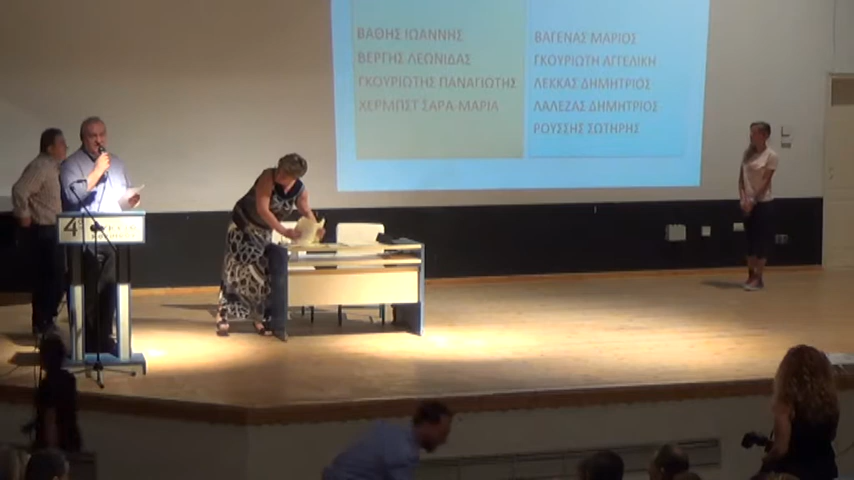 ΒΑΘΗΣ ΙΩΑΝΝΗΣ
ΒΕΡΓΗΣ ΛΕΩΝΙΔΑΣ
ΓΚΟΥΡΙΩΤΗΣ ΠΑΝΑΓΙΩΤΗΣ
ΧΕΡΜΠΣΤ ΣΑΡΑ-ΜΑΡΙΑ
ΒΑΓΕΝΑΣ ΜΑΡΙΟΣ
ΓΚΟΥΡΙΩΤΗ ΑΓΓΕΛΙΚΗ
ΛΕΚΚΑΣ ΔΗΜΗΤΡΙΟΣ
ΛΑΛΕΖΑΣ ΔΗΜΗΤΡΙΟΣ
ΡΟΥΣΣΗΣ ΣΩΤΗΡΗΣ
4ο